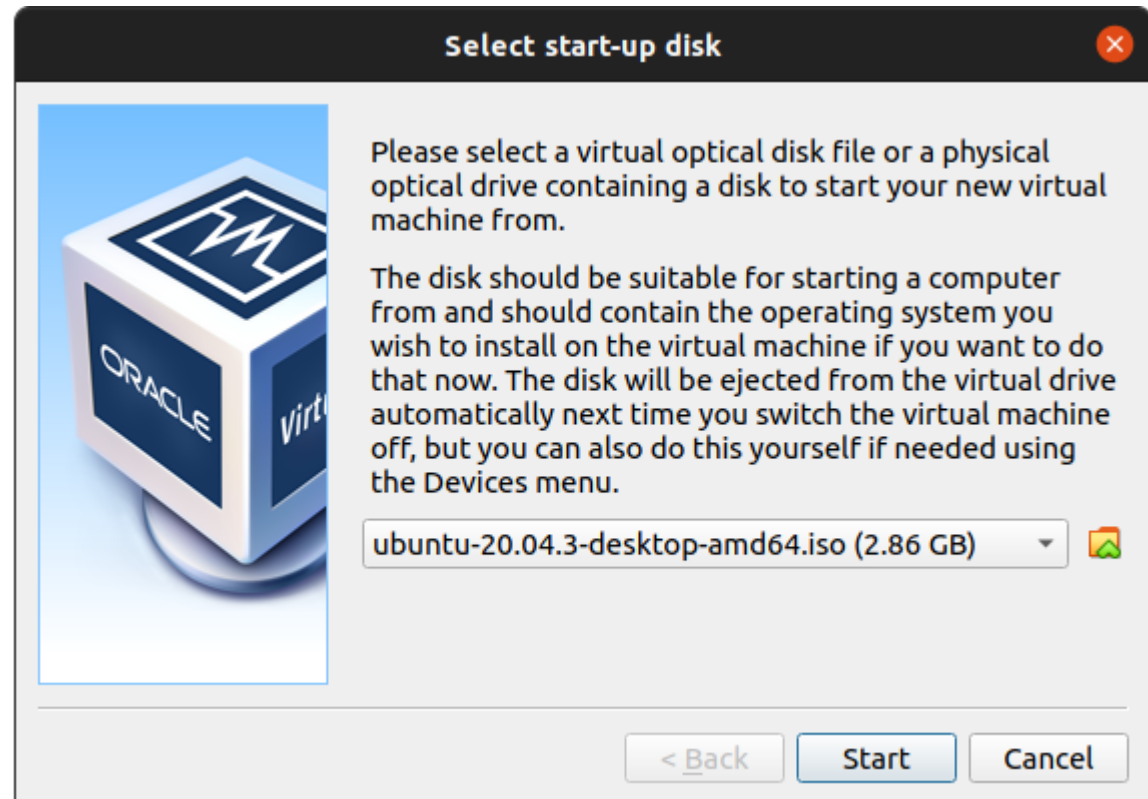 Select start-up disk
Please select a virtual optical disk file or a physical
optical drive containing a disk to start your new virtual
machine from.
The disk should be suitable for starting a computer
from and should contain the operating system you
wish to install on the virtual machine if you want to do
that now. The disk will be ejected from the virtual drive
automatically next time you switch the virtual machine
off, but you can also do this yourself if needed using
the Devices menu.
ORACLE
Virtu
ubuntu-20.04.3-desktop-amd64.iso (2.86 GB)
< Back
Start
Cancel